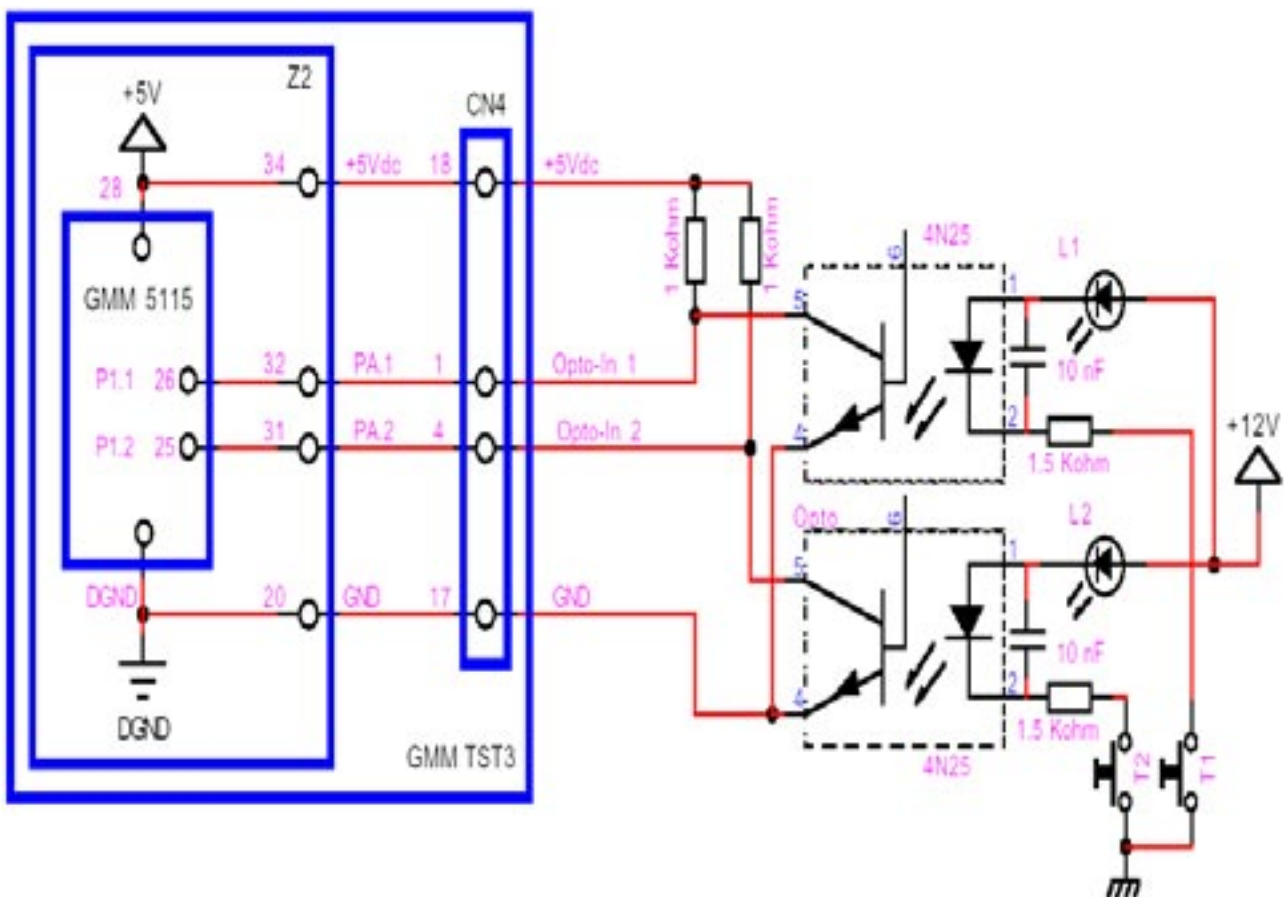 Z2
+5V
CN4
34
+5Vdc
18
+5Vdc
28
1 Kohm
1 Kohm
4N25
L1
6
1
5
GMM 5115
10 nF
P1.1
26
32
PA.1
1
Opto-In 1
P1.2
25
31
PA.2
4
Opto-In 2
4
2
1.5 Kohm
+12V
Opto
6
L2
1
5
DGND
20
GND
17
GND
10 nF
4
2
1.5 Kohm
DGND
GMM TST3
4N25
T2
T1